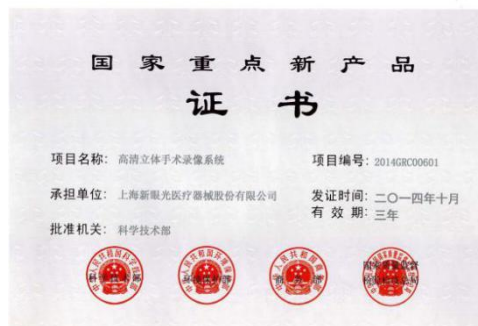 国家重点新产品
证书
项目名称: 高清立体手术录像系统
项目编号: 2014GRC00601
承担单位: 上海新眼光医疗器械股份有限公司
发证时间: 二〇一四年十月
有 效 期: 三年
批准机关: 科学技术部